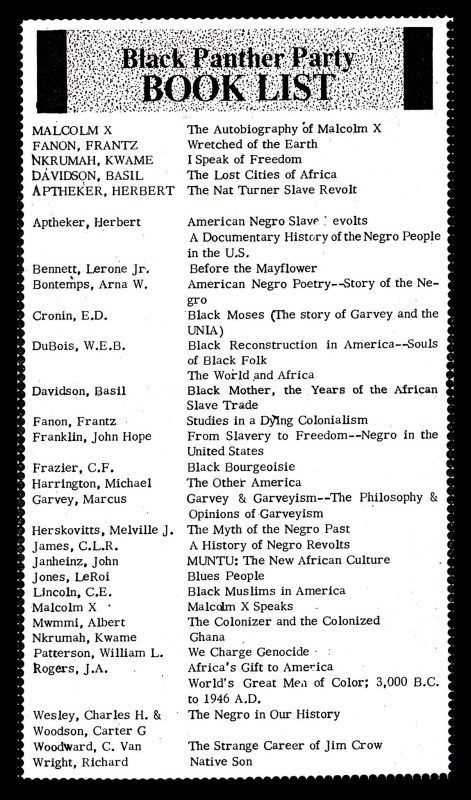 Black Panther Party
BOOK LIST
MALCOLM X The Autobiography of Malcolm X
FANON, FRANTZ Wretched of the Earth
NKRUMAH, KWAME I Speak of Freedom
DAVIDSON, BASIL The Lost Cities of Africa
APTHEKER, HERBERT The Nat Turner Slave Revolt
Aptheker, Herbert American Negro Slave evolts
A Documentary History of the Negro People
in the U.S.
Bennett, Lerone Jr. Before the Mayflower
Bontemps, Arna W. American Negro Poetry--Story of the Ne-
gro
Cronin, E.D. Black Moses (The story of Garvey and the
UNIA)
DuBois, W.E.B. Black Reconstruction in America--Souls
of Black Folk
The World and Africa
Davidson, Basil Black Mother, the Years of the African
Slave Trade
Fanon, Frantz Studies in a Dying Colonialism
Franklin, John Hope From Slavery to Freedom--Negro in the
United States
Frazier, C.F. Black Bourgeoisie
Harrington, Michael The Other America
Garvey, Marcus Garvey & Garveyism--The Philosophy &
Opinions of Garveyism
Herskovitts, Melville J. The Myth of the Negro Past
James, C.L.R. A History of Negro Revolts
Janheinz, John MUNTU: The New African Culture
Jones, LeRoi Blues People
Lincoln, C.E. Black Muslims in America
Malcolm X Malcolm X Speaks
Mwmmi, Albert The Colonizer and the Colonized
Nkrumah, Kwame Ghana
Patterson, William L. We Charge Genocide
Rogers, J.A. Africa's Gift to America
World's Great Men of Color; 3,000 B.C.
to 1946 A.D.
Wesley, Charles H. & The Negro in Our History
Woodson, Carter G
Woodward, C. Van The Strange Career of Jim Crow
Wright, Richard Native Son